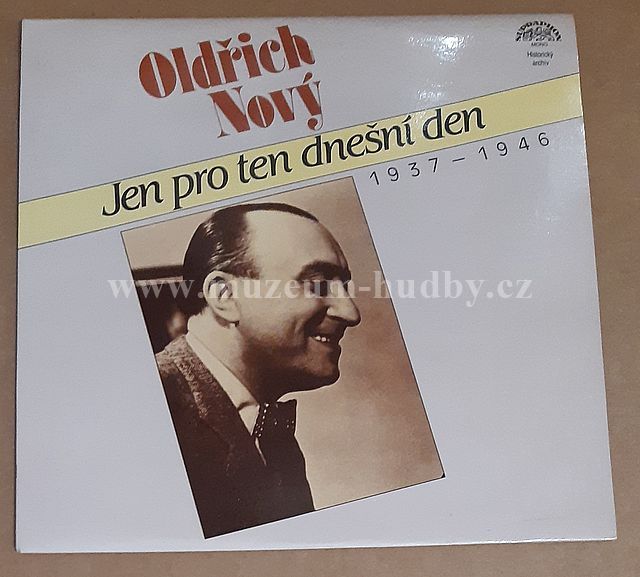 Oldřich
Nový
SUPRAPHON
MONO
Historický
archiv
Jen pro ten dnešní den
1937 – 1946
www.muzeum-hudby.cz